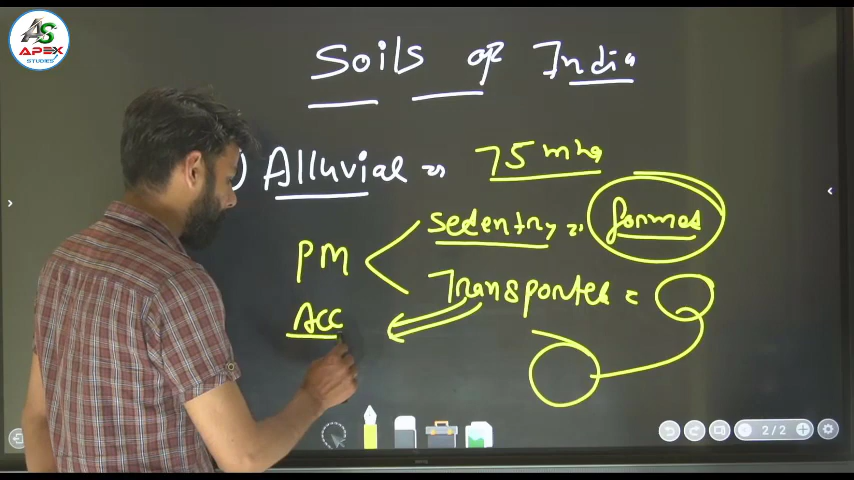 AS
APEX
STUDIES
Soils of India
) Alluvial = 75 mha
PM
sedentry = formed
Transported =
Acc
2/2